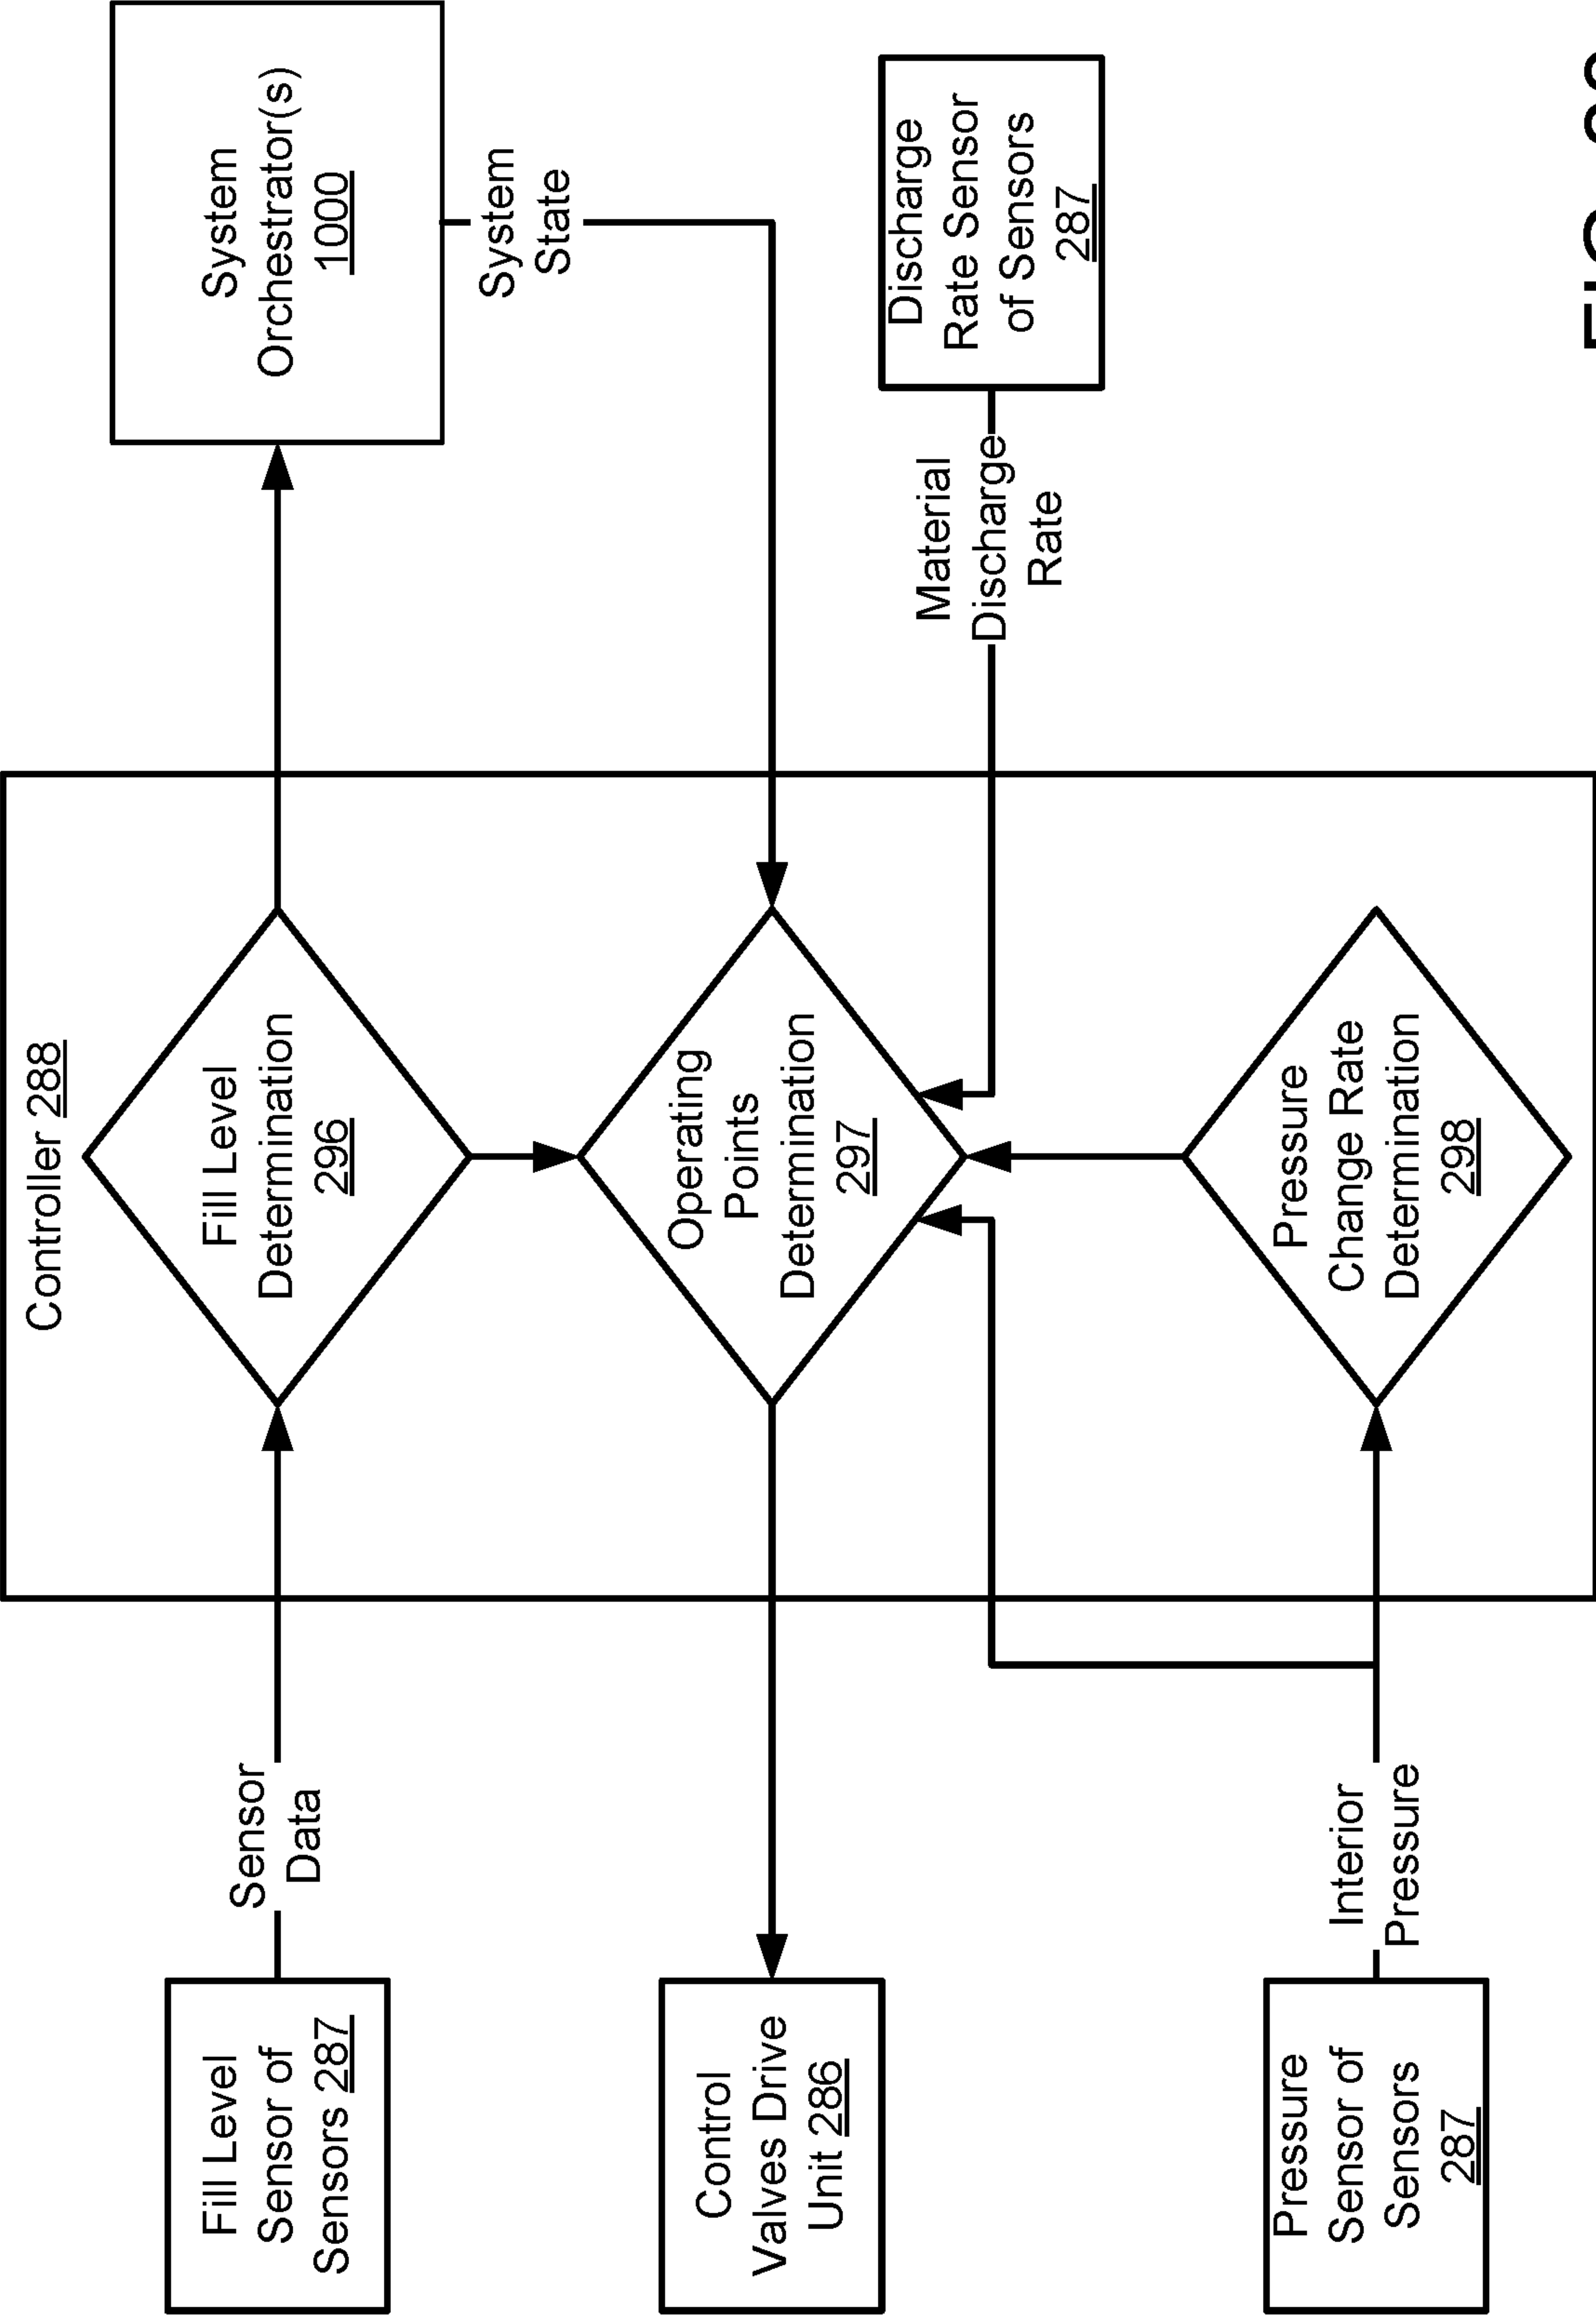 Controller 288
Fill Level
Sensor of
Sensors 287
Sensor
Data
Fill Level
Determination
296
System
Orchestrator(s)
1000
System
State
Control
Valves Drive
Unit 286
Operating
Points
Determination
297
Discharge
Rate Sensor
of Sensors
287
Material
Discharge
Rate
Pressure
Sensor of
Sensors
287
Interior
Pressure
Pressure
Change Rate
Determination
298